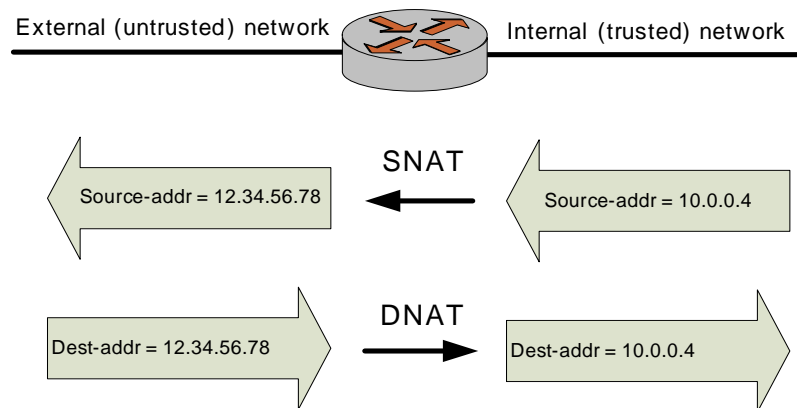 External (untrusted) network
Internal (trusted) network
SNAT
Source-addr = 12.34.56.78
Source-addr = 10.0.0.4
DNAT
Dest-addr = 12.34.56.78
Dest-addr = 10.0.0.4